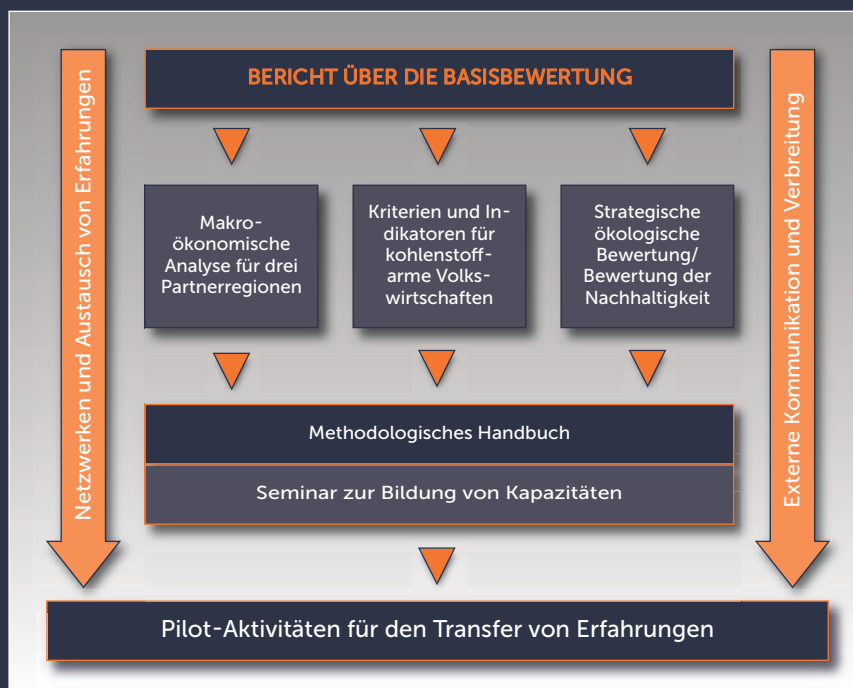 BERICHT ÜBER DIE BASISBEWERTUNG
Netzwerken und Austausch von Erfahrungen
Makro-
ökonomische
Analyse für drei
Partnerregionen
Kriterien und In-
dikatoren für
kohlenstoff-
arme Volks-
wirtschaften
Strategische
ökologische
Bewertung/
Bewertung der
Nachhaltigkeit
Externe Kommunikation und Verbreitung
Methodologisches Handbuch
Seminar zur Bildung von Kapazitäten
Pilot-Aktivitäten für den Transfer von Erfahrungen